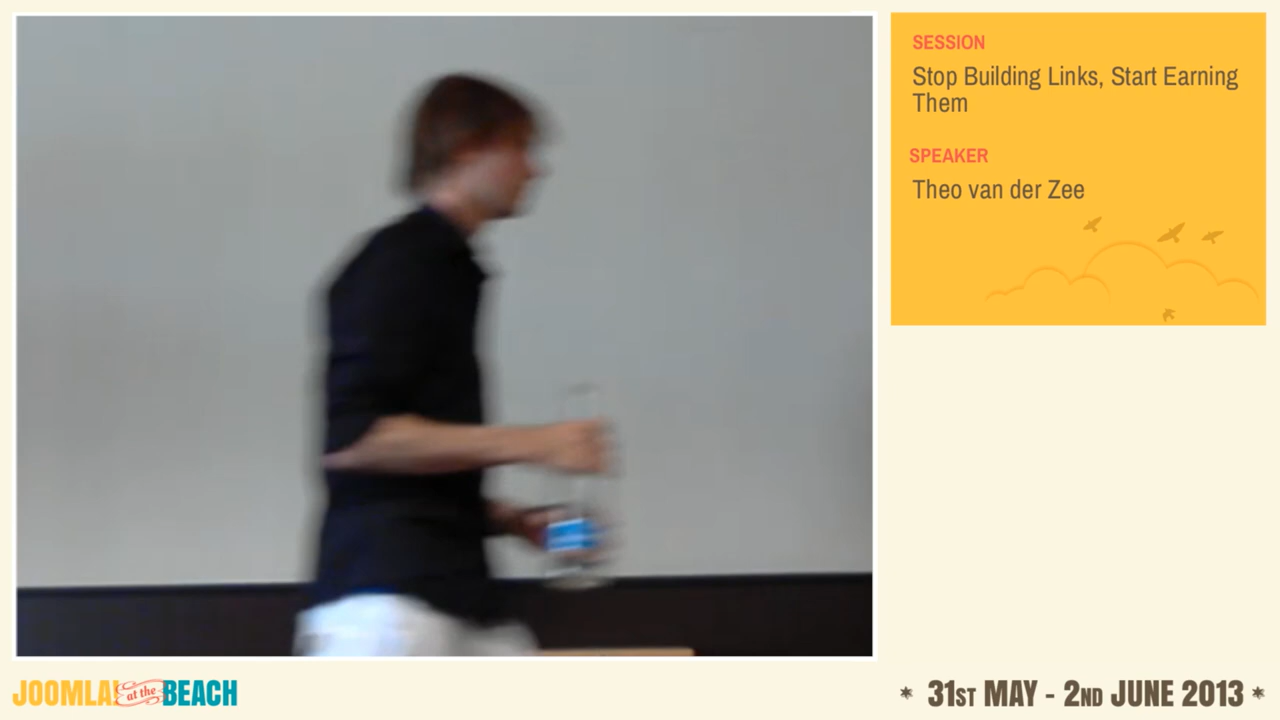 SESSION
Stop Building Links, Start Earning
Them
SPEAKER
Theo van der Zee
JOOMLA! at the BEACH
* 31ST MAY - 2ND JUNE 2013 *